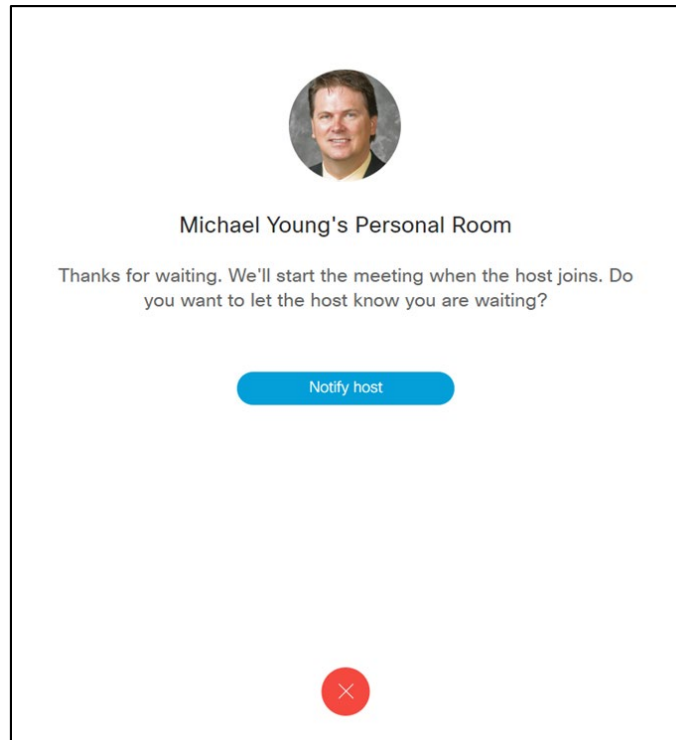 Michael Young's Personal Room
Thanks for waiting. We'll start the meeting when the host joins. Do
you want to let the host know you are waiting?
Notify host